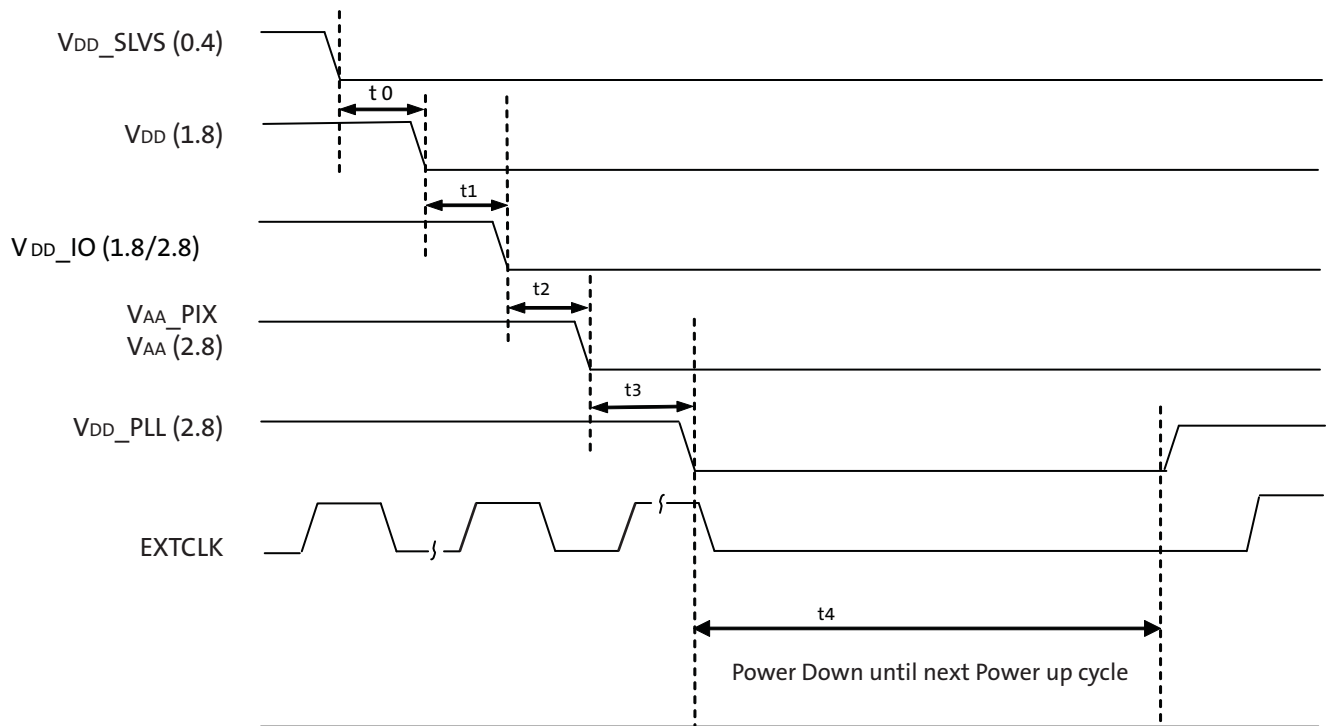 VDD_SLVS (0.4)
t 0
VDD (1.8)
t1
VDD_IO (1.8/2.8)
t2
VAA_PIX
VAA (2.8)
t3
VDD_PLL (2.8)
EXTCLK
t4
Power Down until next Power up cycle